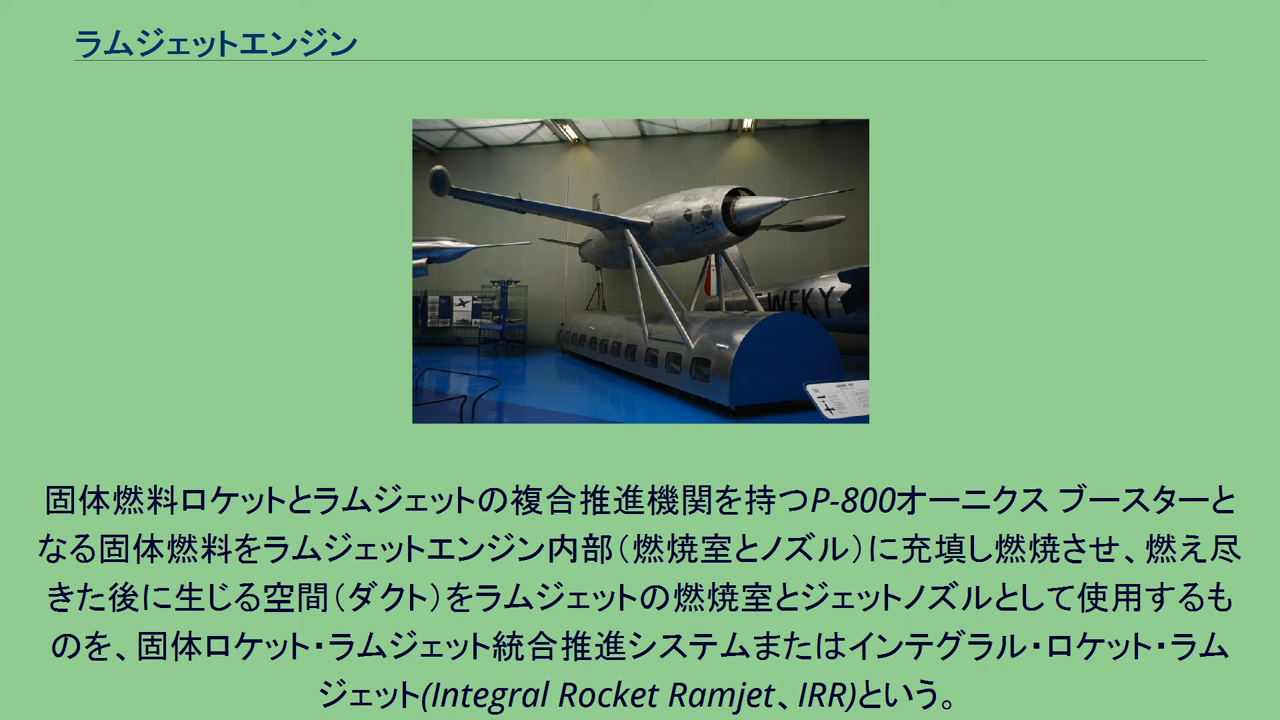 ラムジェットエンジン
WFKY
固体燃料ロケットとラムジェットの複合推進機関を持つP-800オーニクス ブースターと
なる固体燃料をラムジェットエンジン内部（燃焼室とノズル）に充填し燃焼させ、燃え尽
きた後に生じる空間（ダクト）をラムジェットの燃焼室とジェットノズルとして使用するも
のを、固体ロケット・ラムジェット統合推進システムまたはインテグラル・ロケット・ラム
ジェット(Integral Rocket Ramjet、IRR)という。